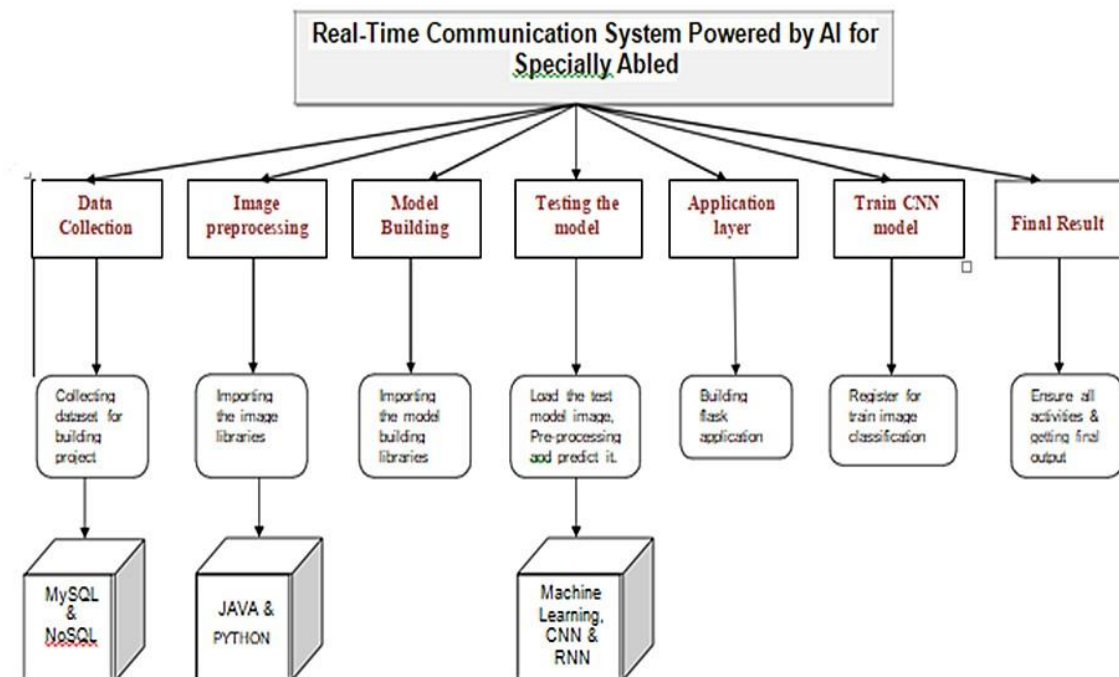 Real-Time Communication System Powered by AI for
Specially Abled
Data
Collection
Image
preprocessing
Model
Building
Testing the
model
Application
layer
Train CNN
model
Final Result
Collecting
dataset for
building
project
Importing
the image
libraries
Importing
the model
building
libraries
Load the test
model image,
Pre-processing
and predict it.
Building
flask
application
Register for
train image
classification
Ensure all
activities &
getting final
output
MySQL
&
NoSQL
JAVA &
PYTHON
Machine
Learning,
CNN &
RNN